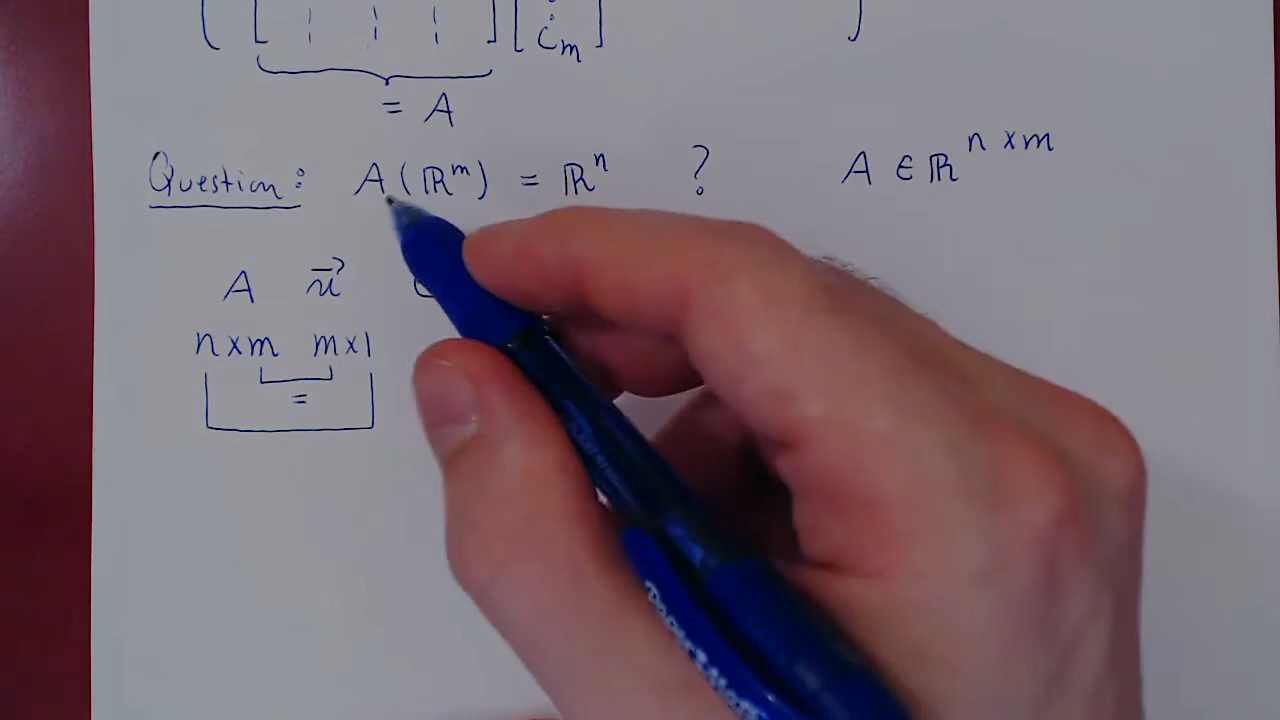 c_m
= A
Question: A(ℝ^m) = ℝ^n ? A ∈ ℝ^{n×m}
A u⃗
n×m m×1
=